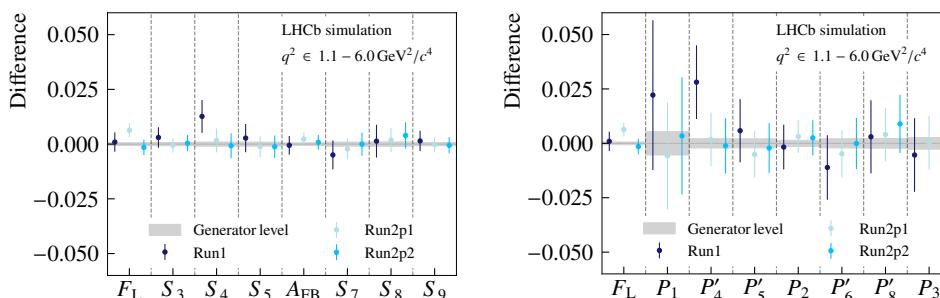 Difference
0.050
0.025
0.000
−0.025
−0.050
LHCb simulation
q² ∈ 1.1 – 6.0 GeV²/c⁴
Generator level
Run1
Run2p1
Run2p2
F_L S_3 S_4 S_5 A_FB S_7 S_8 S_9
Difference
0.050
0.025
0.000
−0.025
−0.050
LHCb simulation
q² ∈ 1.1 – 6.0 GeV²/c⁴
Generator level
Run1
Run2p1
Run2p2
F_L P_1 P′_4 P′_5 P_2 P′_6 P′_8 P_3